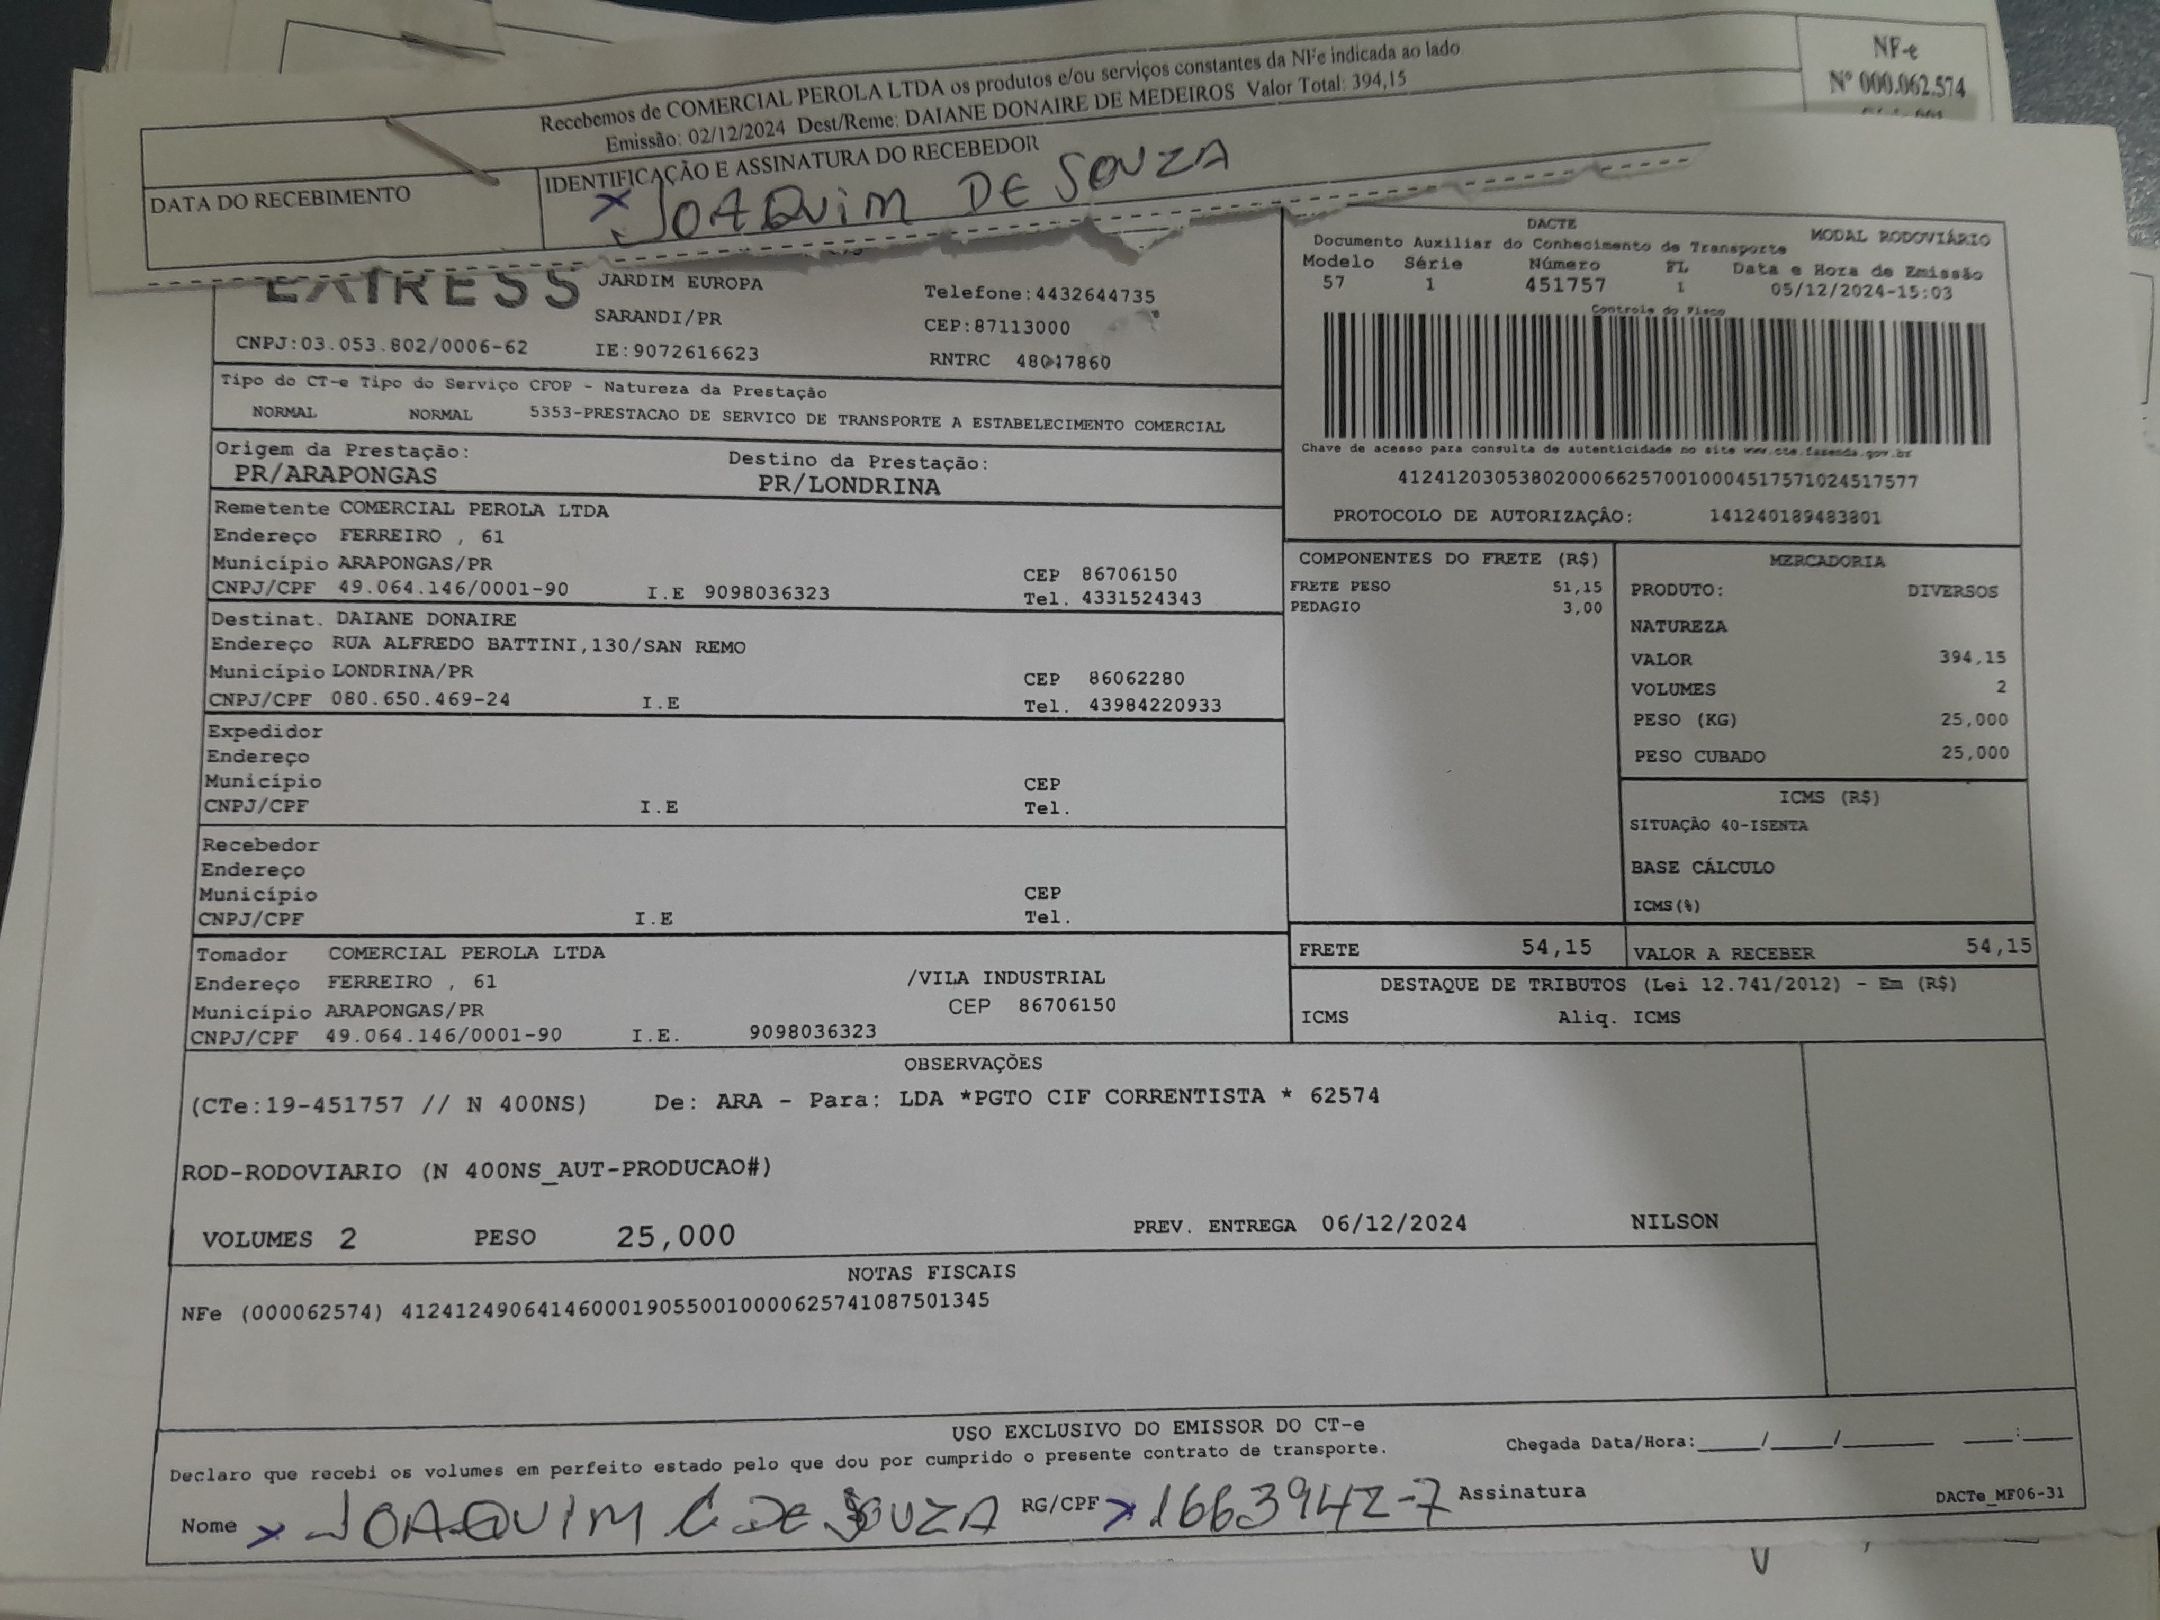 Recebemos de COMERCIAL PEROLA LTDA os produtos e/ou serviços constantes da NFe indicada ao lado
Emissão: 02/12/2024 Dest/Reme: DAIANE DONAIRE DE MEDEIROS Valor Total: 394,15
NF-e
Nº 000.062.574
DATA DO RECEBIMENTO
IDENTIFICAÇÃO E ASSINATURA DO RECEBEDOR
x JOAQUIM DE SOUZA
JARDIM EUROPA
SARANDI/PR
CNPJ:03.053.802/0006-62 IE:9072616623
Telefone:4432644735
CEP:87113000
RNTRC 48017860
DACTE MODAL RODOVIÁRIO
Documento Auxiliar do Conhecimento de Transporte
Modelo Série Número FL Data e Hora de Emissão
57 1 451757 1 05/12/2024-15:03
Controle do Fisco
Chave de acesso para consulta de autenticidade no site www.cte.fazenda.gov.br
41241203053802000662570010004517571024517577
PROTOCOLO DE AUTORIZAÇÃO: 141240189483801
Tipo do CT-e Tipo do Serviço CFOP - Natureza da Prestação
NORMAL NORMAL 5353-PRESTACAO DE SERVICO DE TRANSPORTE A ESTABELECIMENTO COMERCIAL
Origem da Prestação: Destino da Prestação:
PR/ARAPONGAS PR/LONDRINA
Remetente COMERCIAL PEROLA LTDA
Endereço FERREIRO , 61
Município ARAPONGAS/PR CEP 86706150
CNPJ/CPF 49.064.146/0001-90 I.E 9098036323 Tel. 4331524343
Destinat. DAIANE DONAIRE
Endereço RUA ALFREDO BATTINI,130/SAN REMO
Município LONDRINA/PR CEP 86062280
CNPJ/CPF 080.650.469-24 I.E Tel. 43984220933
Expedidor
Endereço
Município CEP
CNPJ/CPF I.E Tel.
Recebedor
Endereço
Município CEP
CNPJ/CPF I.E Tel.
Tomador COMERCIAL PEROLA LTDA
Endereço FERREIRO , 61 /VILA INDUSTRIAL
Município ARAPONGAS/PR CEP 86706150
CNPJ/CPF 49.064.146/0001-90 I.E. 9098036323
COMPONENTES DO FRETE (R$)
FRETE PESO 51,15
PEDAGIO 3,00
MERCADORIA
PRODUTO: DIVERSOS
NATUREZA
VALOR 394,15
VOLUMES 2
PESO (KG) 25,000
PESO CUBADO 25,000
ICMS (R$)
SITUAÇÃO 40-ISENTA
BASE CÁLCULO
ICMS(%)
FRETE 54,15 VALOR A RECEBER 54,15
DESTAQUE DE TRIBUTOS (Lei 12.741/2012) - Em (R$)
ICMS Aliq. ICMS
OBSERVAÇÕES
(CTe:19-451757 // N 400NS) De: ARA - Para: LDA *PGTO CIF CORRENTISTA * 62574
ROD-RODOVIARIO (N 400NS_AUT-PRODUCAO#)
VOLUMES 2 PESO 25,000 PREV. ENTREGA 06/12/2024 NILSON
NOTAS FISCAIS
NFe (000062574) 41241249064146000190550010000625741087501345
USO EXCLUSIVO DO EMISSOR DO CT-e
Declaro que recebi os volumes em perfeito estado pelo que dou por cumprido o presente contrato de transporte. Chegada Data/Hora:____/____/______ ___:___
Nome x JOAQUIM C DE SOUZA RG/CPF x 1663942-7 Assinatura
DACTe_MF06-31